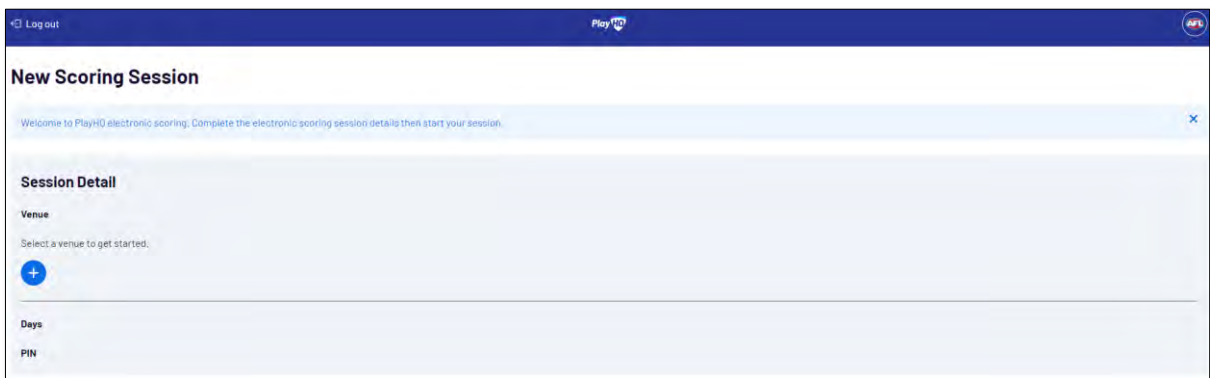 Log out
PlayHQ
AFL
New Scoring Session
Welcome to PlayHQ electronic scoring. Complete the electronic scoring session details then start your session.
Session Detail
Venue
Select a venue to get started.
Days
PIN